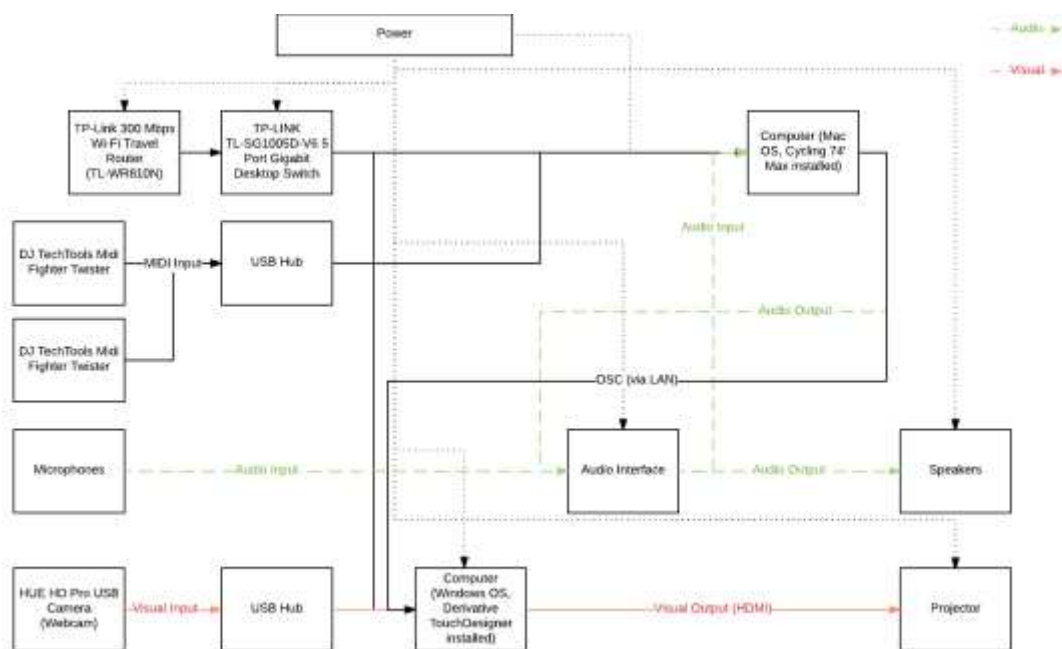 Power
Audio
Visual
TP-Link 300 Mbps
Wi-Fi Travel
Router
(TL-WR810N)
TP-LINK
TL-SG1005D-V6 5
Port Gigabit
Desktop Switch
Computer (Mac
OS, Cycling 74'
Max installed)
Audio Input
DJ TechTools Midi
Fighter Twister
MIDI Input
USB Hub
Audio Output
DJ TechTools Midi
Fighter Twister
OSC (via LAN)
Microphones
Audio Input
Audio Interface
Audio Output
Speakers
HUE HD Pro USB
Camera
(Webcam)
Visual Input
USB Hub
Computer
(Windows OS,
Derivative
TouchDesigner
installed)
Visual Output (HDMI)
Projector